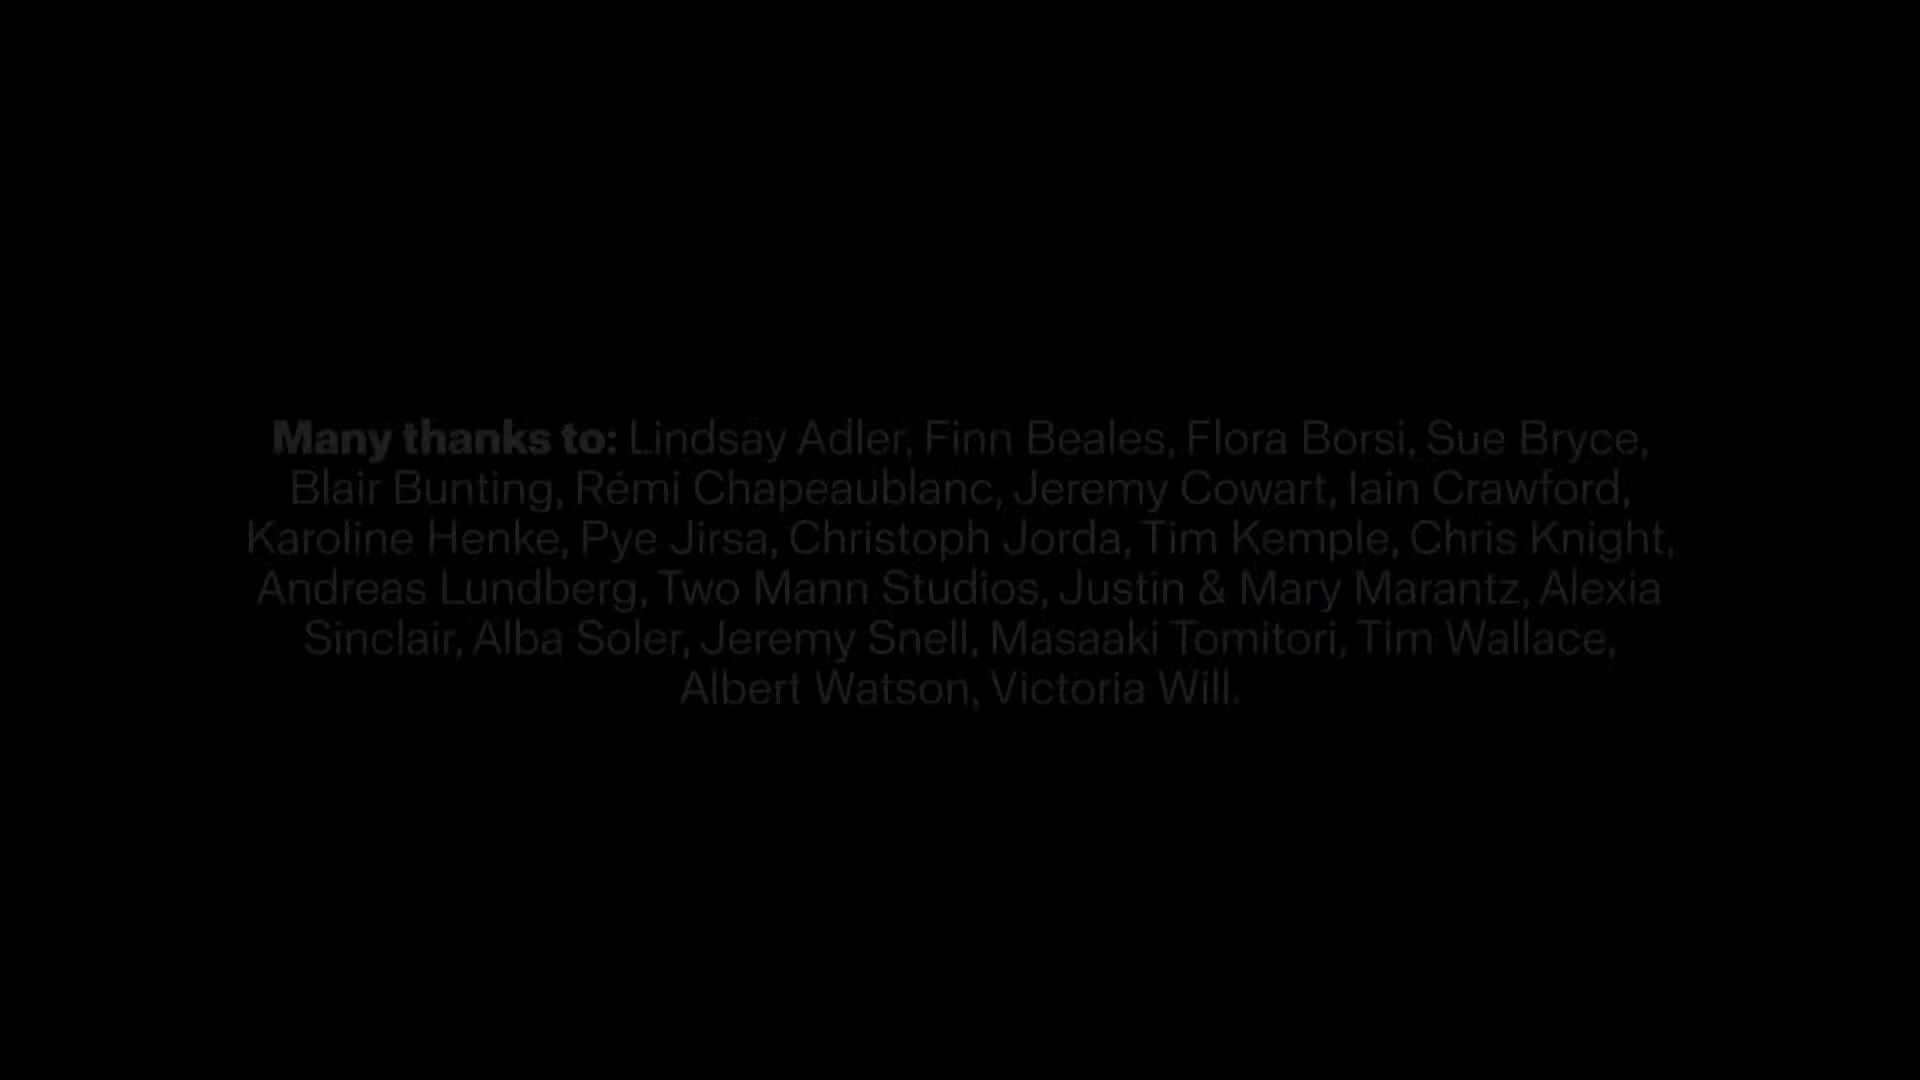 Many thanks to: Lindsay Adler, Finn Beales, Flora Borsi, Sue Bryce,
Blair Bunting, Rémi Chapeaublanc, Jeremy Cowart, Iain Crawford,
Karoline Henke, Pye Jirsa, Christoph Jorda, Tim Kemple, Chris Knight,
Andreas Lundberg, Two Mann Studios, Justin & Mary Marantz, Alexia
Sinclair, Alba Soler, Jeremy Snell, Masaaki Tomitori, Tim Wallace,
Albert Watson, Victoria Will.